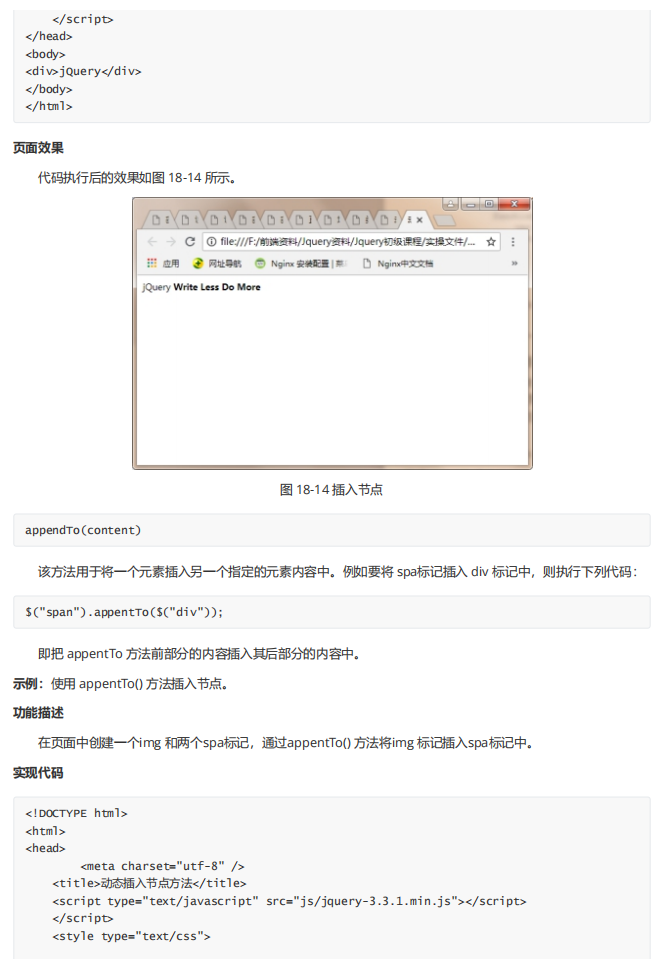 </script>
</head>
<body>
<div>jQuery</div>
</body>
</html>
页面效果
代码执行后的效果如图 18-14 所示。
file:///F:/前端资料/Jquery资料/Jquery初级课程/实操文件/...
应用 网址导航 Nginx 安装配置 Nginx中文文档 »
jQuery Write Less Do More
图 18-14 插入节点
appendTo(content)
该方法用于将一个元素插入另一个指定的元素内容中。例如要将 spa标记插入 div 标记中，则执行下列代码：
$("span").appentTo($("div"));
即把 appentTo 方法前部分的内容插入其后部分的内容中。
示例：使用 appentTo() 方法插入节点。
功能描述
在页面中创建一个img 和两个spa标记，通过appentTo() 方法将img 标记插入spa标记中。
实现代码
<!DOCTYPE html>
<html>
<head>
        <meta charset="utf-8" />
    <title>动态插入节点方法</title>
    <script type="text/javascript" src="js/jquery-3.3.1.min.js"></script>
    </script>
    <style type="text/css">